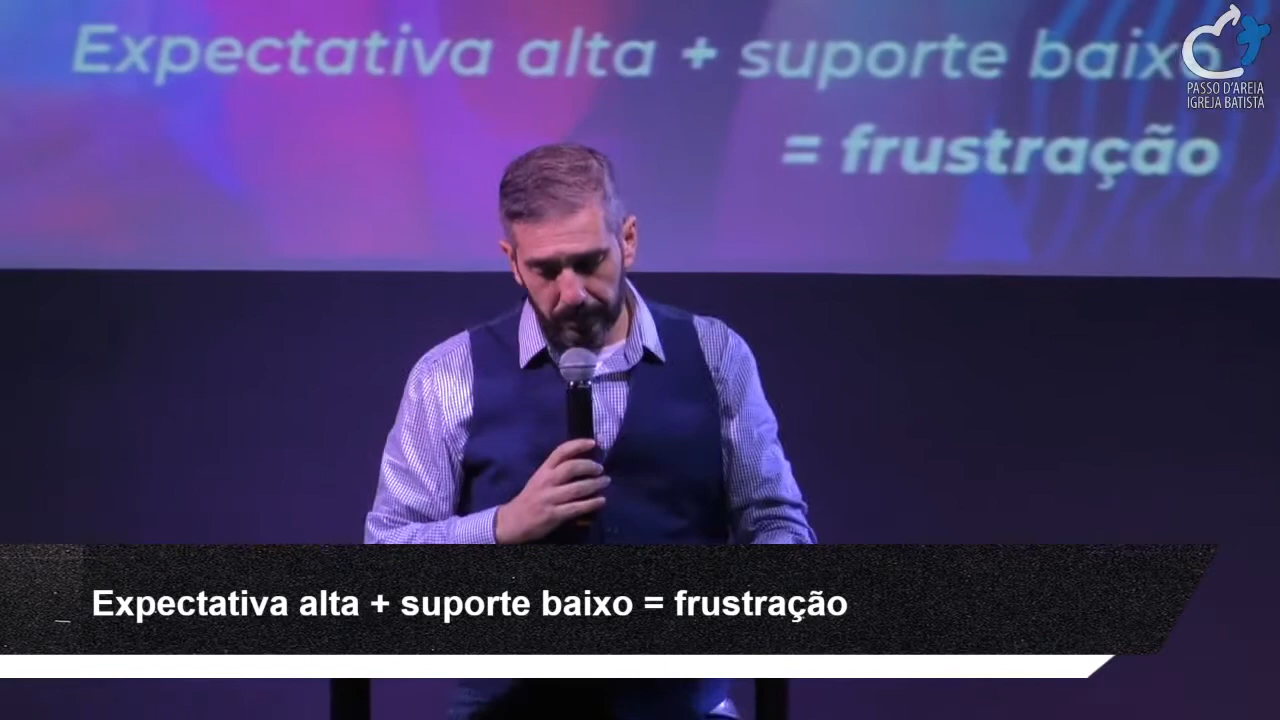 Expectativa alta + suporte baixo
= frustração
PASSO D'AREIA
IGREJA BATISTA
Expectativa alta + suporte baixo = frustração